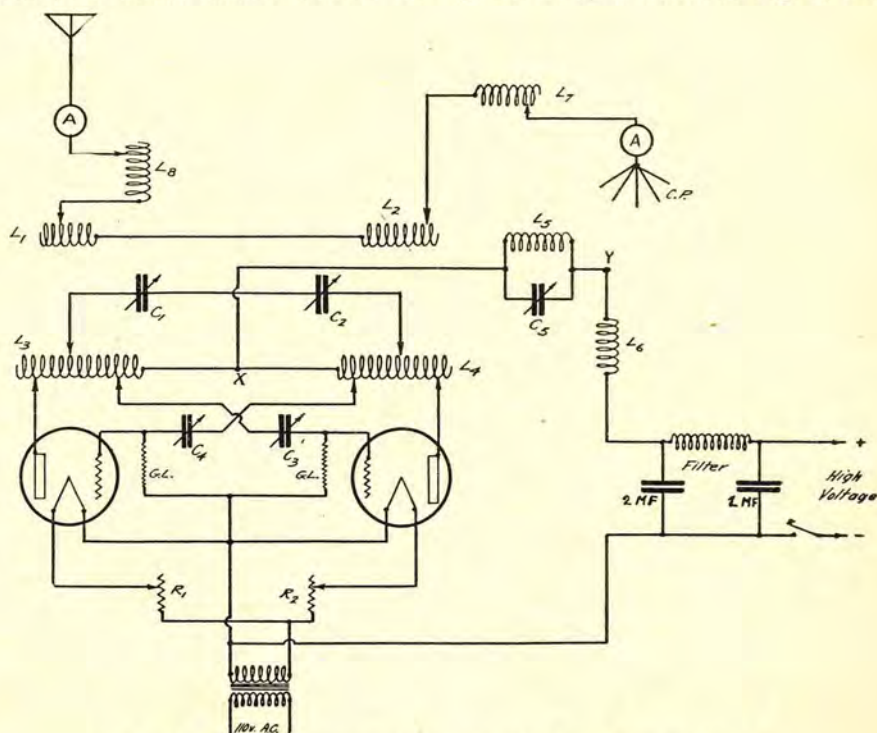 A
L8
L7
A
C.P.
L1
L2
L5
Y
C5
C1
C2
L6
L3
X
L4
C4
C3
G.L.
G.L.
Filter
+
High
Voltage
2 MF
1 MF
-
R1
R2
110v. A.C.